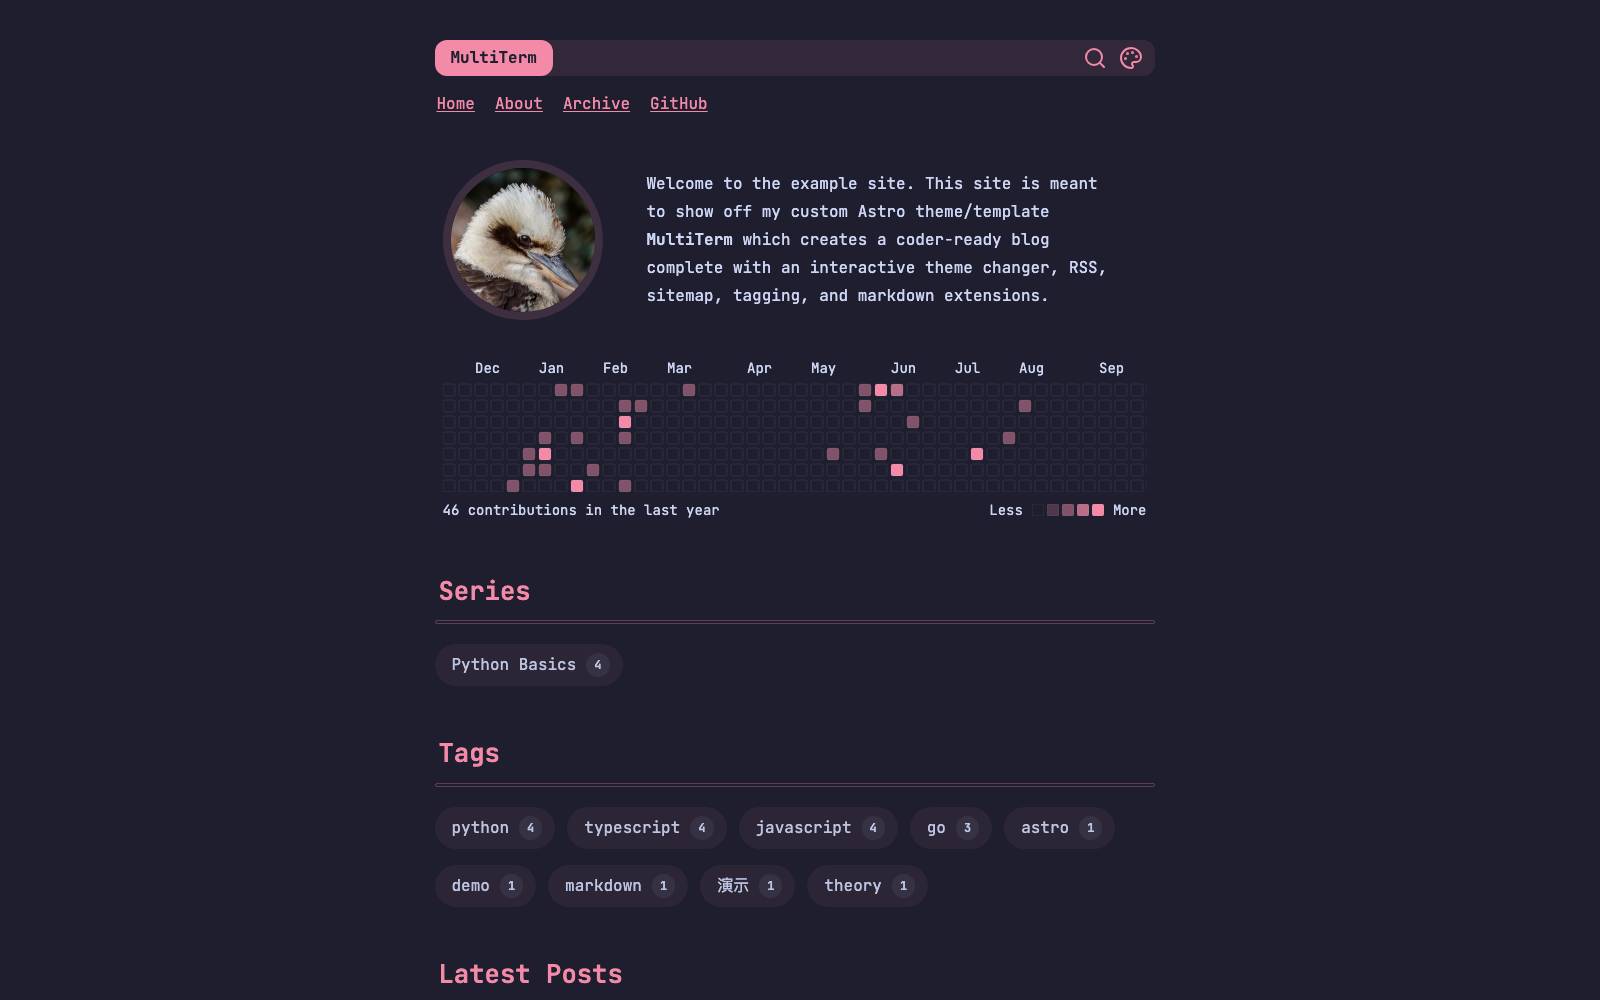 MultiTerm
Home About Archive GitHub
Welcome to the example site. This site is meant
to show off my custom Astro theme/template
MultiTerm which creates a coder-ready blog
complete with an interactive theme changer, RSS,
sitemap, tagging, and markdown extensions.
Dec Jan Feb Mar Apr May Jun Jul Aug Sep
46 contributions in the last year Less More
Series
Python Basics 4
Tags
python 4 typescript 4 javascript 4 go 3 astro 1
demo 1 markdown 1 演示 1 theory 1
Latest Posts